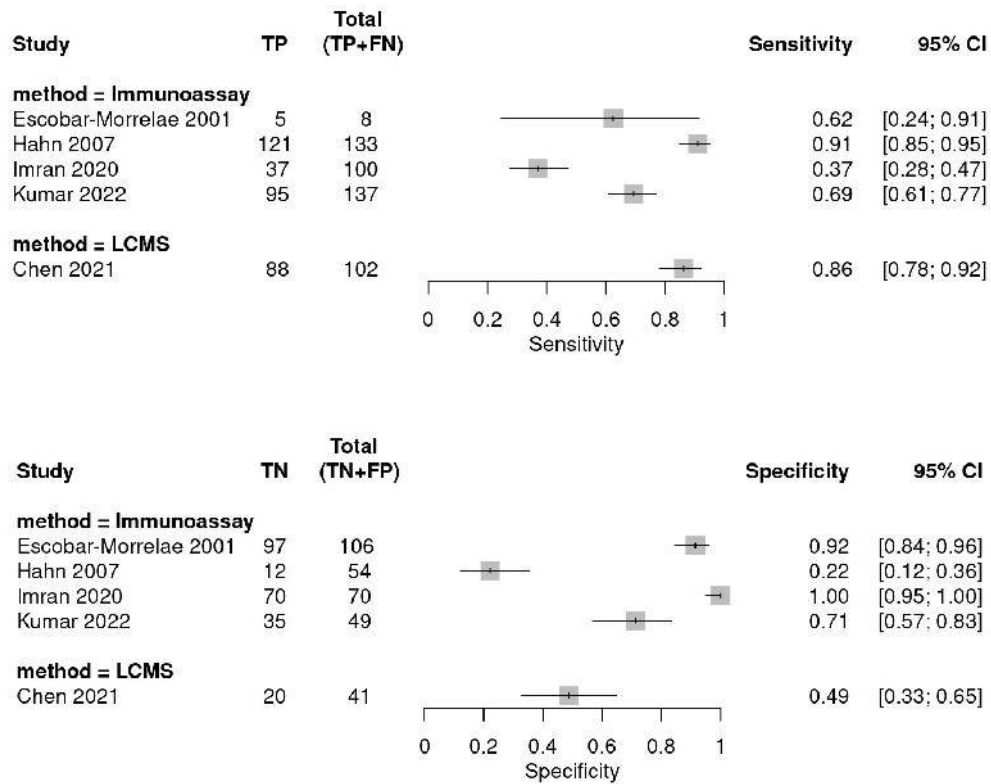 Study TP Total (TP+FN) Sensitivity 95% CI
method = Immunoassay
Escobar-Morrelae 2001 5 8 0.62 [0.24; 0.91]
Hahn 2007 121 133 0.91 [0.85; 0.95]
Imran 2020 37 100 0.37 [0.28; 0.47]
Kumar 2022 95 137 0.69 [0.61; 0.77]
method = LCMS
Chen 2021 88 102 0.86 [0.78; 0.92]
0 0.2 0.4 0.6 0.8 1
Sensitivity
Study TN Total (TN+FP) Specificity 95% CI
method = Immunoassay
Escobar-Morrelae 2001 97 106 0.92 [0.84; 0.96]
Hahn 2007 12 54 0.22 [0.12; 0.36]
Imran 2020 70 70 1.00 [0.95; 1.00]
Kumar 2022 35 49 0.71 [0.57; 0.83]
method = LCMS
Chen 2021 20 41 0.49 [0.33; 0.65]
0 0.2 0.4 0.6 0.8 1
Specificity